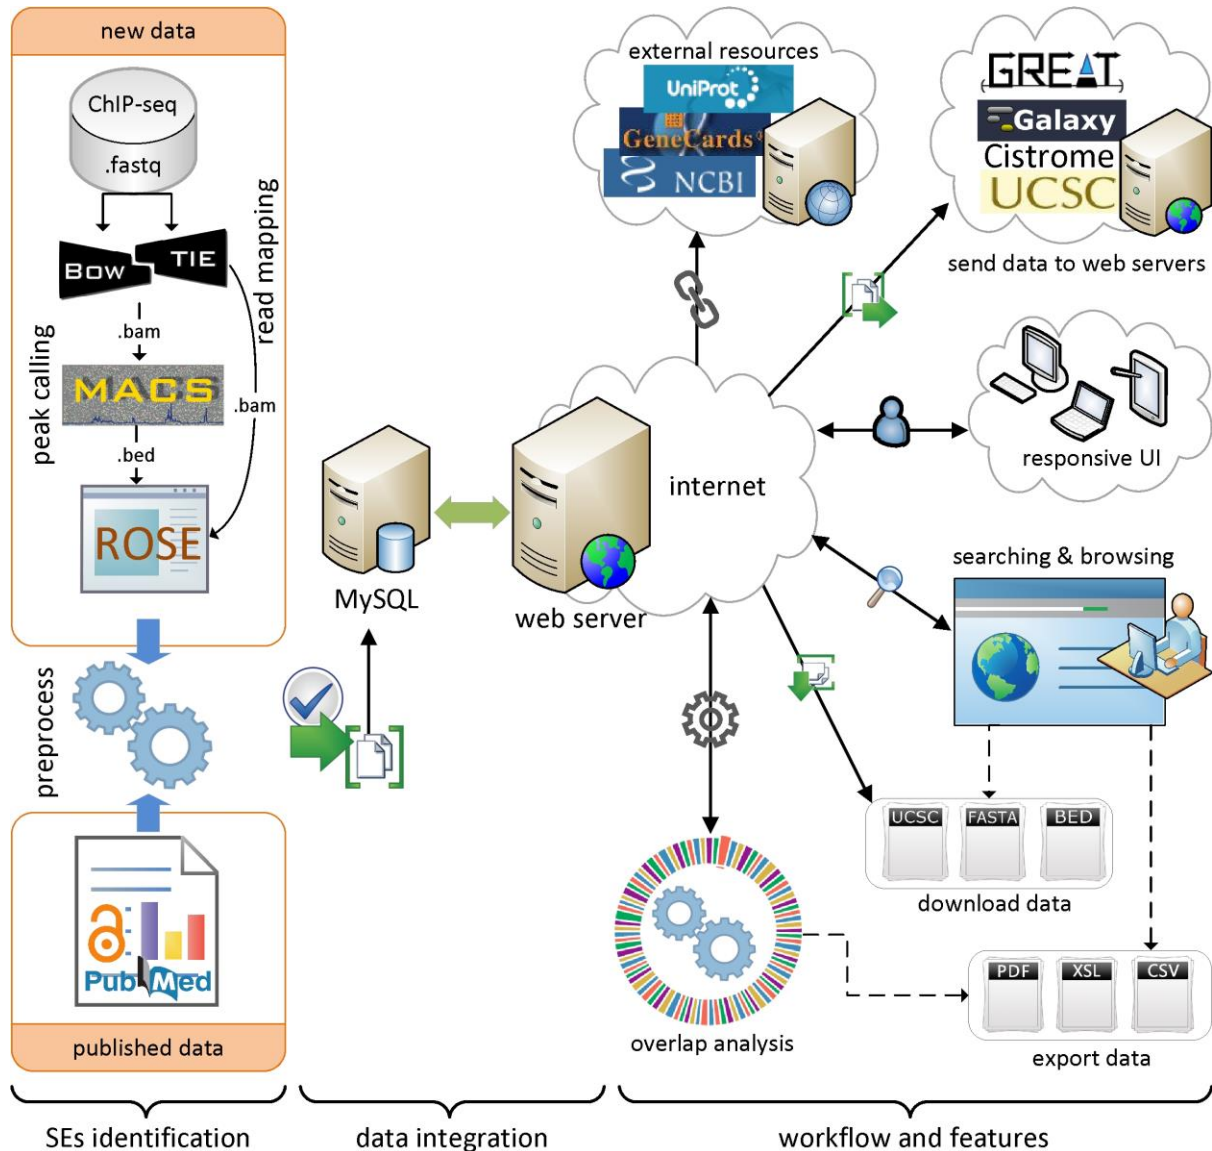 new data
ChIP-seq
.fastq
BOW
TIE
read mapping
.bam
peak calling
MACS
.bam
.bed
ROSE
preprocess
PubMed
published data
SEs identification
MySQL
web server
internet
data integration
external resources
UniProt
GeneCards
NCBI
GREAT
Galaxy
Cistrome
UCSC
send data to web servers
responsive UI
searching & browsing
UCSC
FASTA
BED
download data
PDF
XSL
CSV
export data
overlap analysis
workflow and features